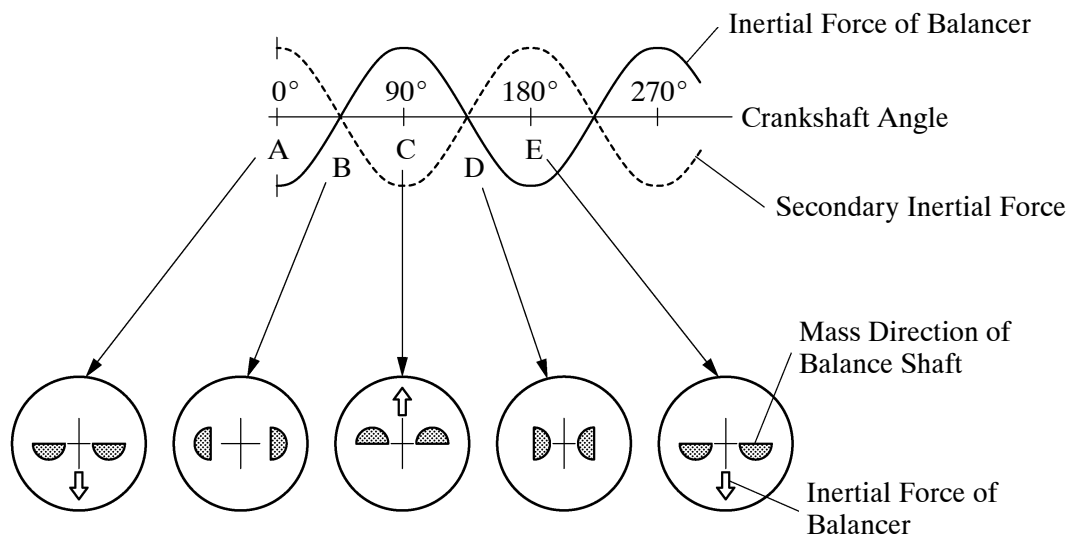 Inertial Force of Balancer
0°
90°
180°
270°
Crankshaft Angle
A
B
C
D
E
Secondary Inertial Force
Mass Direction of
Balance Shaft
Inertial Force of
Balancer